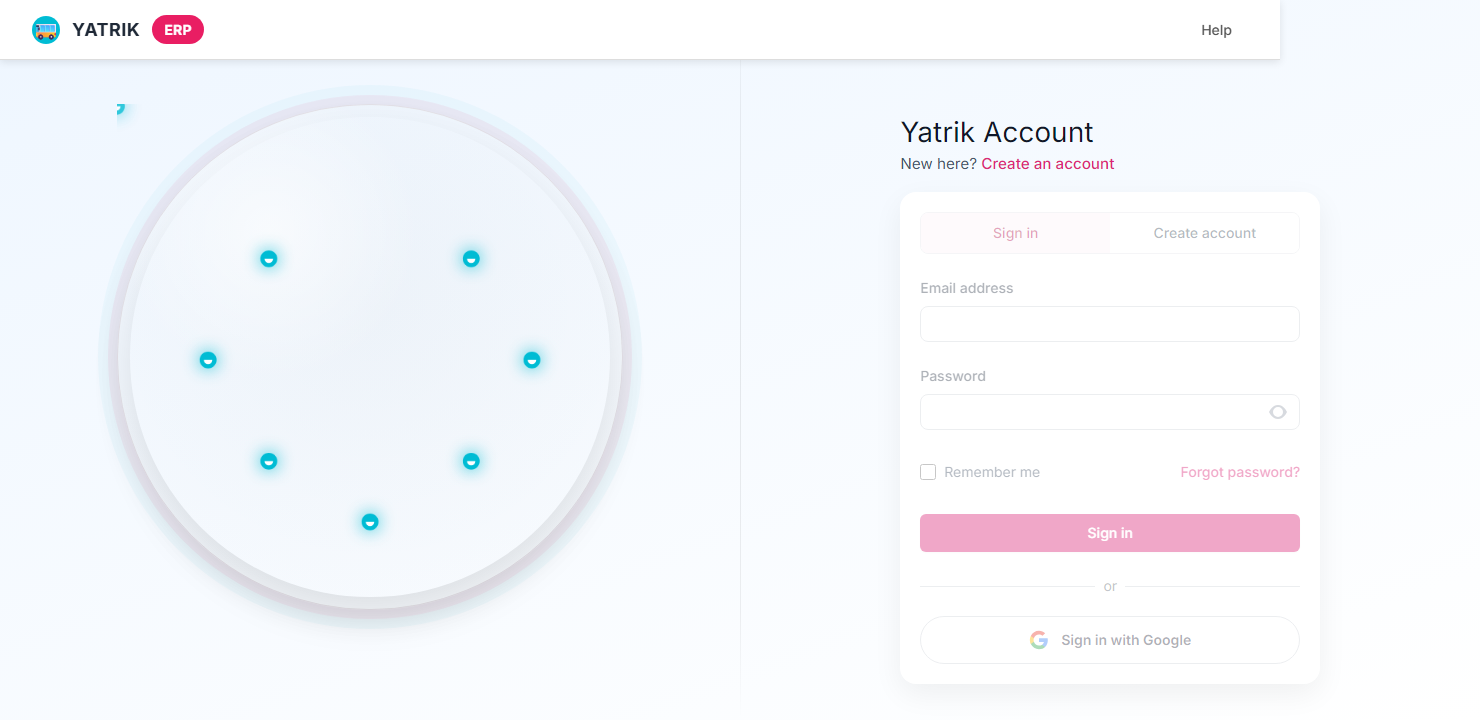 YATRIK ERP
Help
Yatrik Account
New here? Create an account
Sign in
Create account
Email address
Password
Remember me
Forgot password?
Sign in
or
Sign in with Google